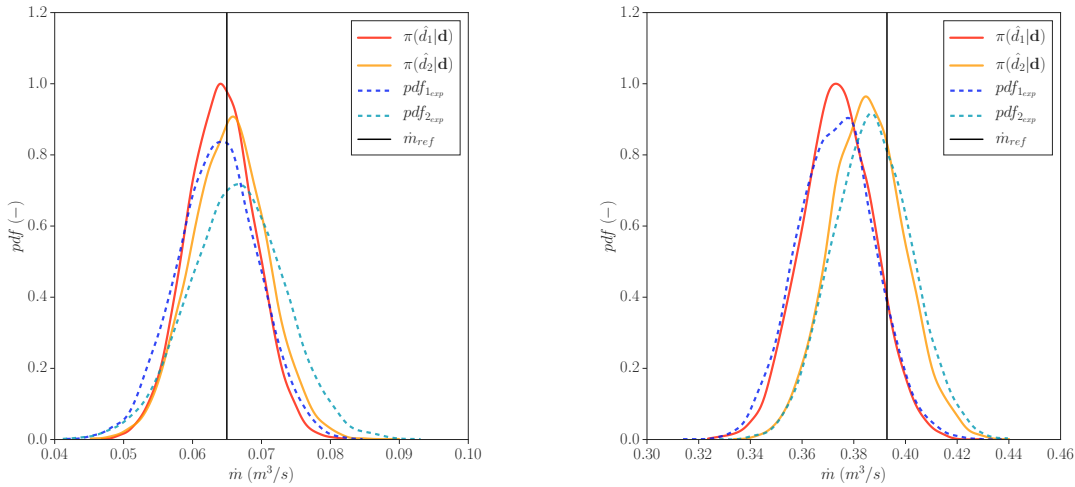 1.2
1.0
0.8
0.6
0.4
0.2
0.0
0.04 0.05 0.06 0.07 0.08 0.09 0.10
pdf (−)
ṁ (m³/s)
π(d̂₁|𝐝)
π(d̂₂|𝐝)
pdf₁ₑₓₚ
pdf₂ₑₓₚ
ṁ_ref
1.2
1.0
0.8
0.6
0.4
0.2
0.0
0.30 0.32 0.34 0.36 0.38 0.40 0.42 0.44 0.46
pdf (−)
ṁ (m³/s)
π(d̂₁|𝐝)
π(d̂₂|𝐝)
pdf₁ₑₓₚ
pdf₂ₑₓₚ
ṁ_ref